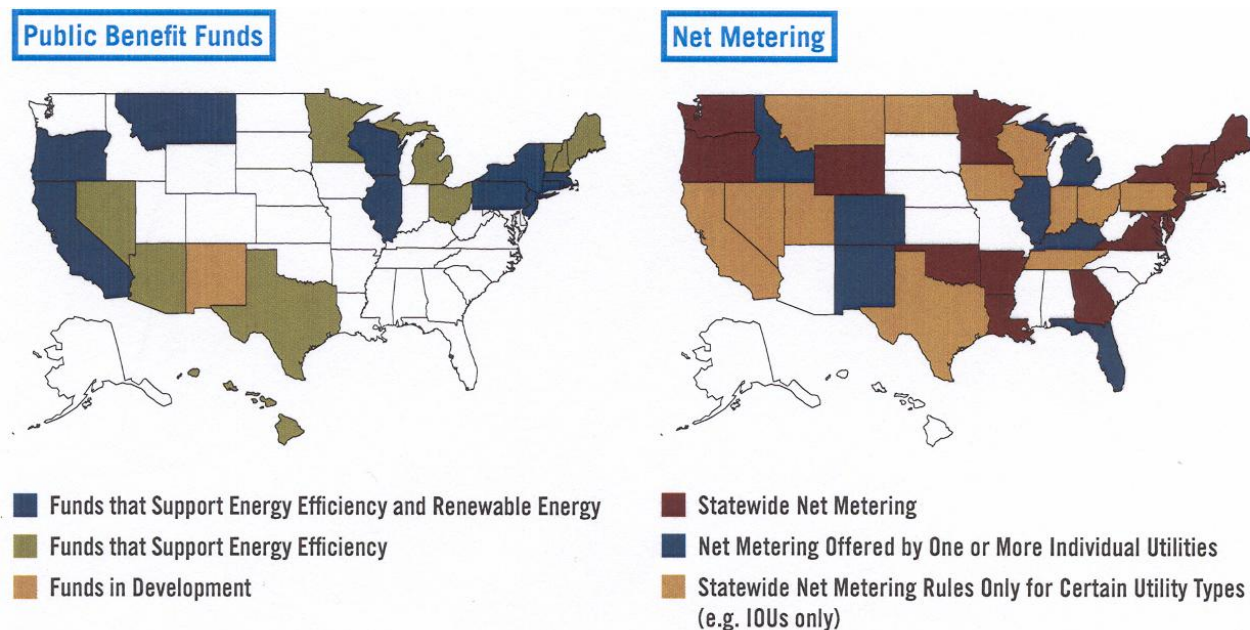 Public Benefit Funds
Funds that Support Energy Efficiency and Renewable Energy
Funds that Support Energy Efficiency
Funds in Development
Net Metering
Statewide Net Metering
Net Metering Offered by One or More Individual Utilities
Statewide Net Metering Rules Only for Certain Utility Types
(e.g. IOUs only)